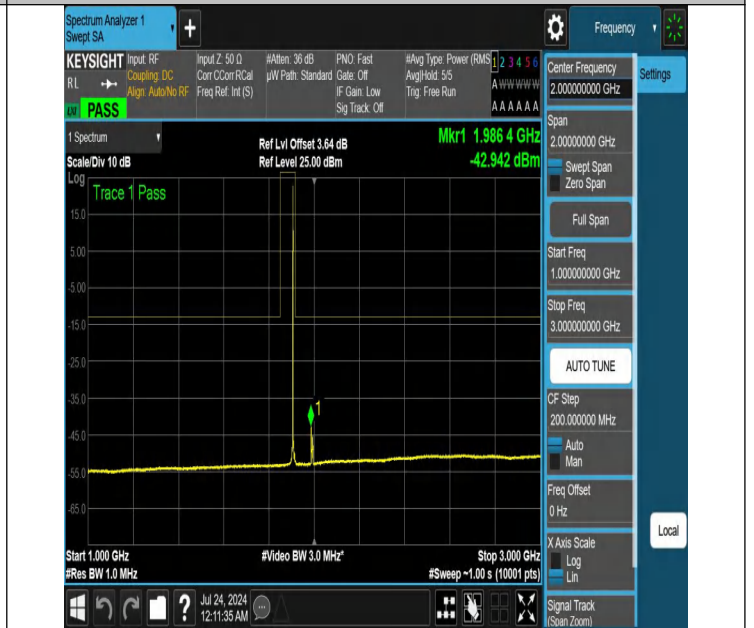 Spectrum Analyzer 1
Swept SA
Frequency
KEYSIGHT
RL
PASS
Input: RF
Coupling: DC
Align: Auto/No RF
Input Z: 50 Ω
Corr CCorr RCal
Freq Ref: Int (S)
#Atten: 36 dB
µW Path: Standard
PNO: Fast
Gate: Off
IF Gain: Low
Sig Track: Off
#Avg Type: Power (RMS
Avg|Hold: 5/5
Trig: Free Run
1 2 3 4 5 6
A W W W W W
A A A A A A
Center Frequency
2.000000000 GHz
Settings
Span
2.00000000 GHz
Swept Span
Zero Span
Full Span
Start Freq
1.000000000 GHz
Stop Freq
3.000000000 GHz
AUTO TUNE
CF Step
200.000000 MHz
Auto
Man
Freq Offset
0 Hz
X Axis Scale
Log
Lin
Signal Track
(Span Zoom)
Local
1 Spectrum
Scale/Div 10 dB
Ref Lvl Offset 3.64 dB
Ref Level 25.00 dBm
Mkr1 1.986 4 GHz
-42.942 dBm
Log
Trace 1 Pass
15.0
5.00
-5.00
-15.0
-25.0
-35.0
1
-45.0
-55.0
-65.0
Start 1.000 GHz
#Res BW 1.0 MHz
#Video BW 3.0 MHz*
Stop 3.000 GHz
#Sweep ~1.00 s (10001 pts)
?
Jul 24, 2024
12:11:35 AM